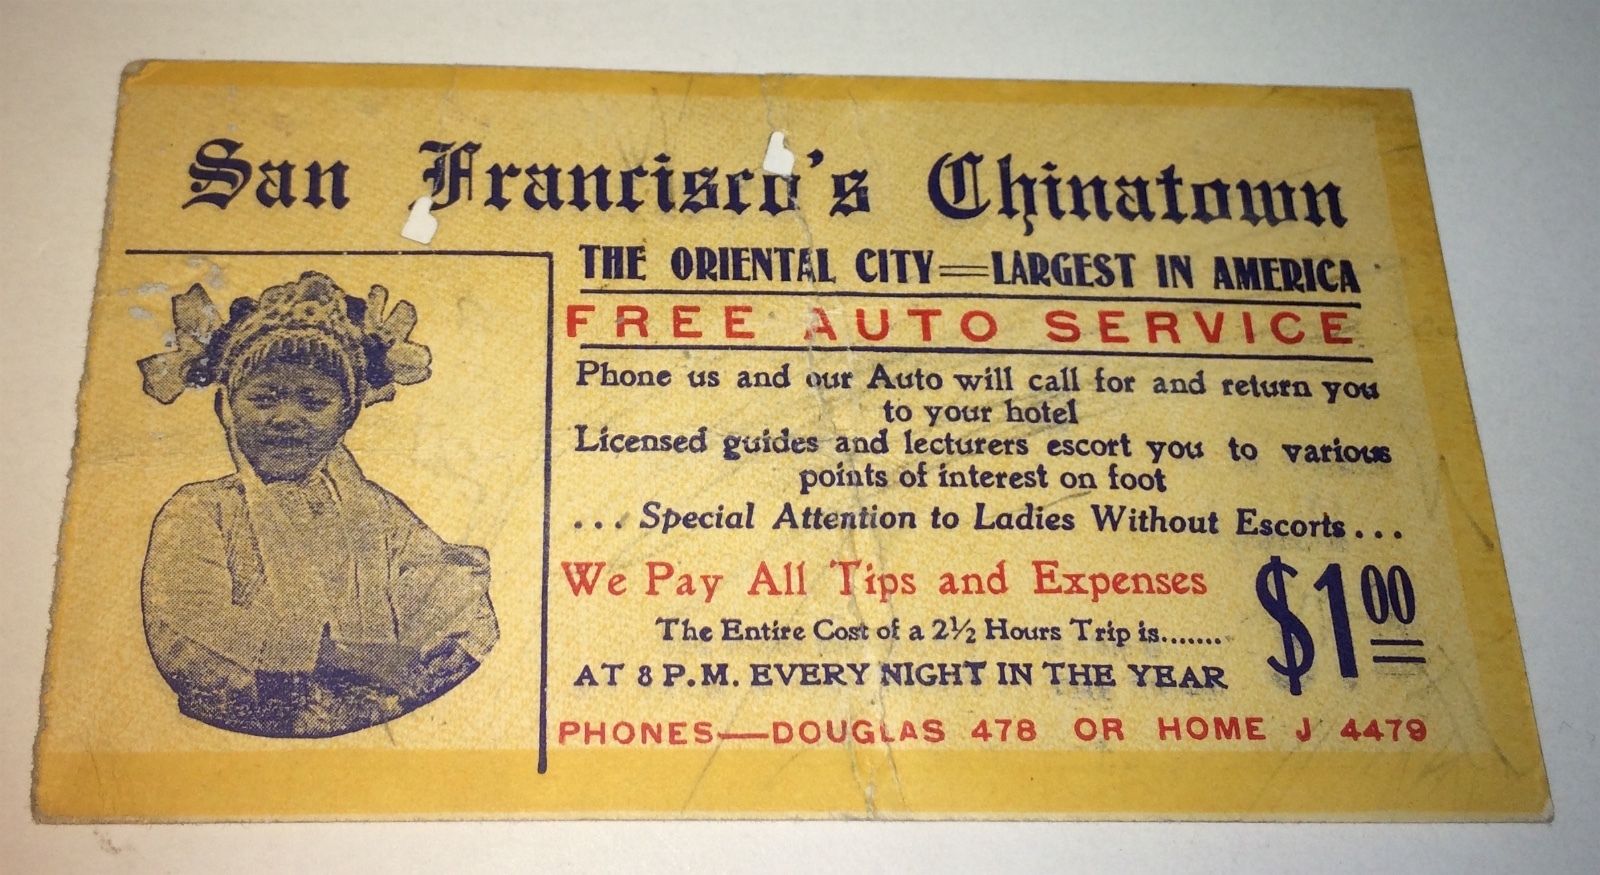 San Francisco's Chinatown
THE ORIENTAL CITY=LARGEST IN AMERICA
FREE AUTO SERVICE
Phone us and our Auto will call for and return you
to your hotel
Licensed guides and lecturers escort you to various
points of interest on foot
... Special Attention to Ladies Without Escorts...
We Pay All Tips and Expenses
The Entire Cost of a 2½ Hours Trip is.......
$1.00
AT 8 P.M. EVERY NIGHT IN THE YEAR
PHONES—DOUGLAS 478 OR HOME J 4479